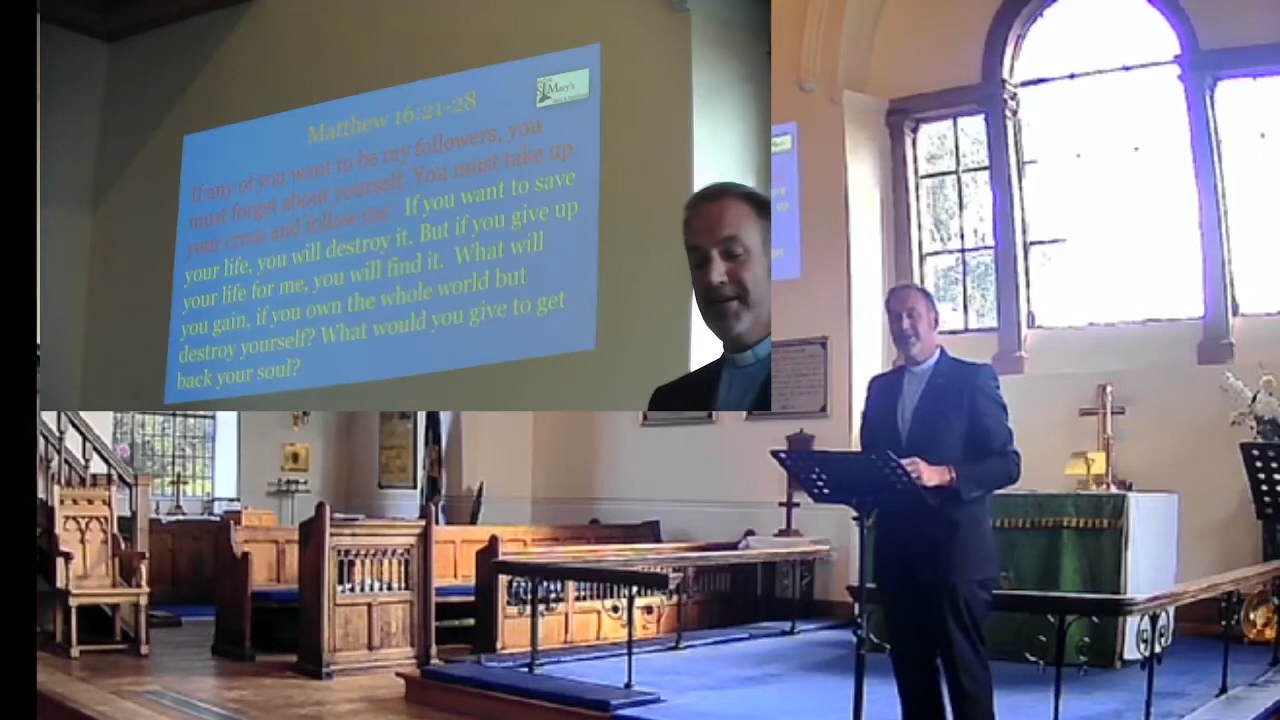 St Mary's
Matthew 16:21-28
If any of you want to be my followers, you
must forget about yourself. You must take up
your cross and follow me. If you want to save
your life, you will destroy it. But if you give up
your life for me, you will find it. What will
you gain, if you own the whole world but
destroy yourself? What would you give to get
back your soul?